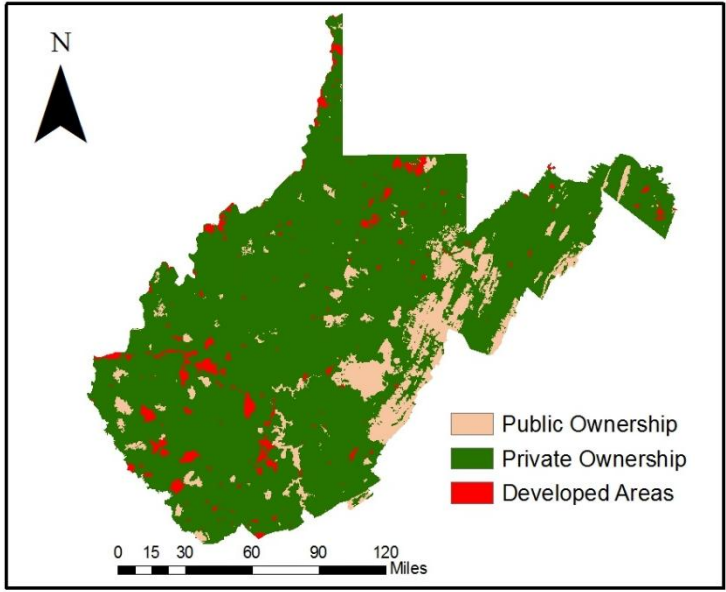 N
Public Ownership
Private Ownership
Developed Areas
0 15 30 60 90 120
Miles